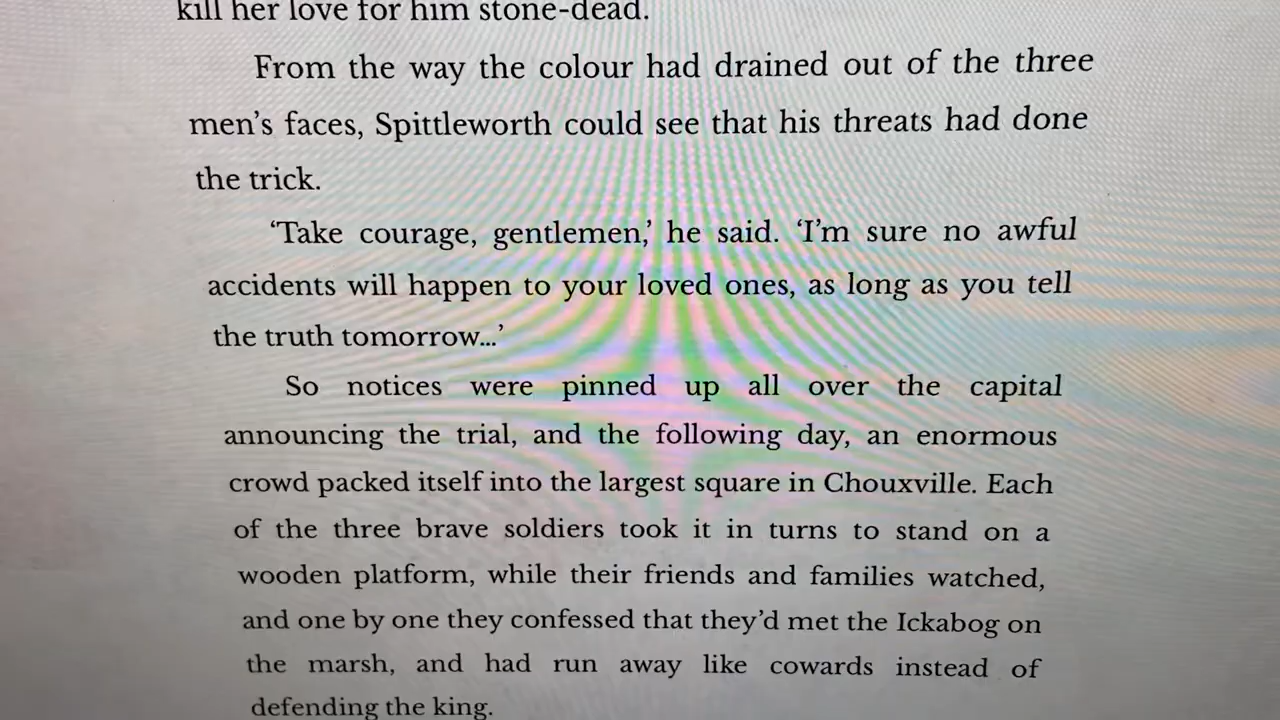 kill her love for him stone-dead.
From the way the colour had drained out of the three
men's faces, Spittleworth could see that his threats had done
the trick.
‘Take courage, gentlemen,’ he said. ‘I’m sure no awful
accidents will happen to your loved ones, as long as you tell
the truth tomorrow…’
So notices were pinned up all over the capital
announcing the trial, and the following day, an enormous
crowd packed itself into the largest square in Chouxville. Each
of the three brave soldiers took it in turns to stand on a
wooden platform, while their friends and families watched,
and one by one they confessed that they’d met the Ickabog on
the marsh, and had run away like cowards instead of
defending the king.